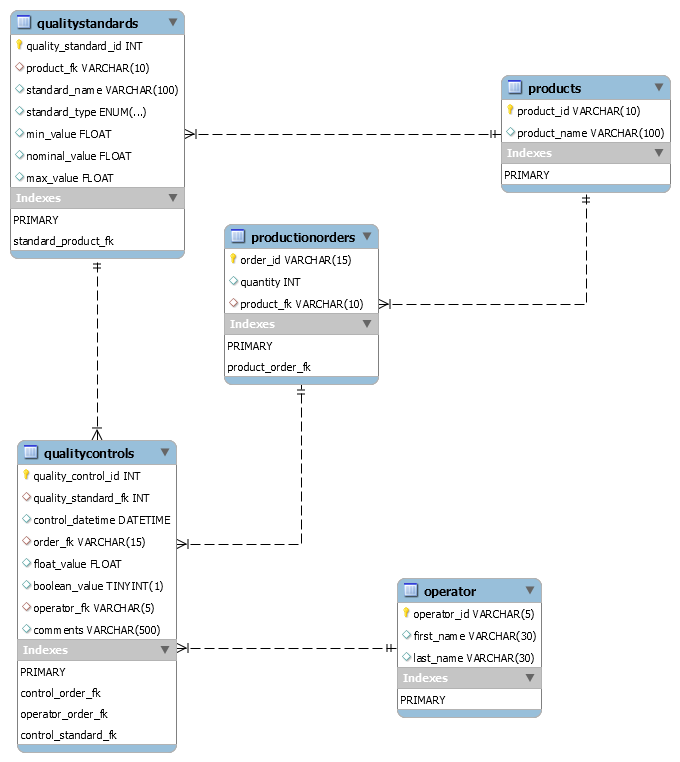 qualitystandards
quality_standard_id INT
product_fk VARCHAR(10)
standard_name VARCHAR(100)
standard_type ENUM(...)
min_value FLOAT
nominal_value FLOAT
max_value FLOAT
Indexes
PRIMARY
standard_product_fk
products
product_id VARCHAR(10)
product_name VARCHAR(100)
Indexes
PRIMARY
productionorders
order_id VARCHAR(15)
quantity INT
product_fk VARCHAR(10)
Indexes
PRIMARY
product_order_fk
qualitycontrols
quality_control_id INT
quality_standard_fk INT
control_datetime DATETIME
order_fk VARCHAR(15)
float_value FLOAT
boolean_value TINYINT(1)
operator_fk VARCHAR(5)
comments VARCHAR(500)
Indexes
PRIMARY
control_order_fk
operator_order_fk
control_standard_fk
operator
operator_id VARCHAR(5)
first_name VARCHAR(30)
last_name VARCHAR(30)
Indexes
PRIMARY